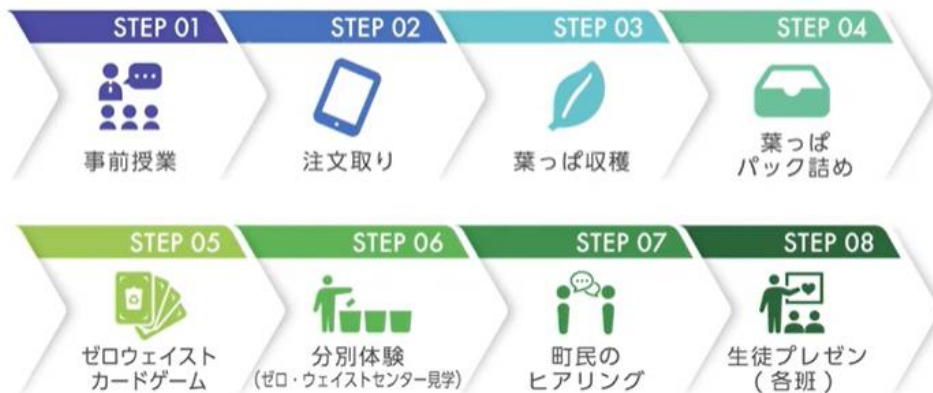 STEP 01
事前授業
STEP 02
注文取り
STEP 03
葉っぱ収穫
STEP 04
葉っぱ
パック詰め
STEP 05
ゼロウェイスト
カードゲーム
STEP 06
分別体験
(ゼロ・ウェイストセンター見学)
STEP 07
町民の
ヒアリング
STEP 08
生徒プレゼン
(各班)